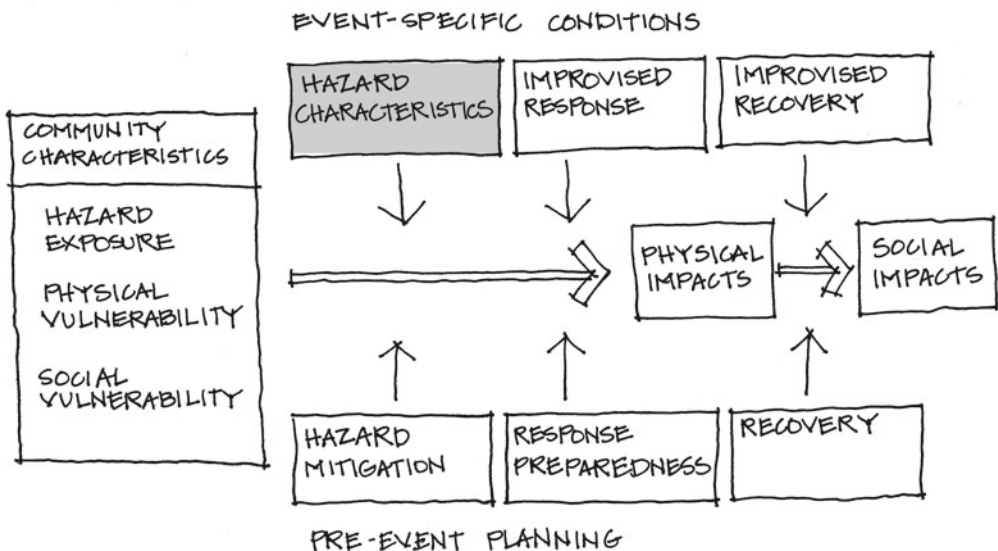 EVENT-SPECIFIC CONDITIONS
HAZARD
CHARACTERISTICS
IMPROVISED
RESPONSE
IMPROVISED
RECOVERY
COMMUNITY
CHARACTERISTICS
HAZARD
EXPOSURE
PHYSICAL
VULNERABILITY
SOCIAL
VULNERABILITY
PHYSICAL
IMPACTS
SOCIAL
IMPACTS
HAZARD
MITIGATION
RESPONSE
PREPAREDNESS
RECOVERY
PRE-EVENT PLANNING